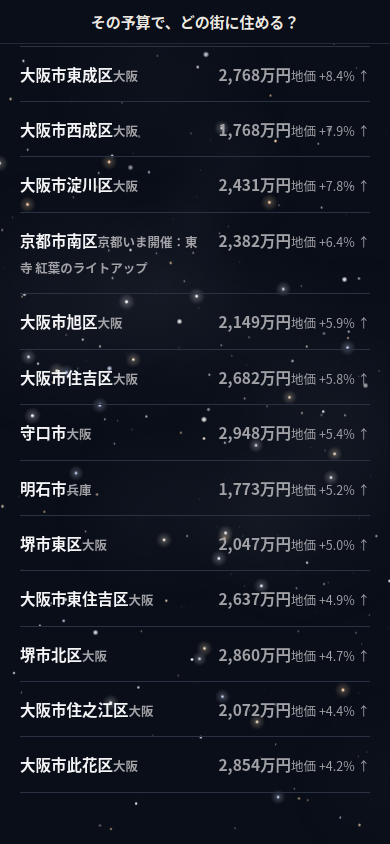 その予算で、どの街に住める？
大阪市東成区大阪 2,768万円地価 +8.4% ↑
大阪市西成区大阪 1,768万円地価 +7.9% ↑
大阪市淀川区大阪 2,431万円地価 +7.8% ↑
京都市南区京都いま開催：東 2,382万円地価 +6.4% ↑
寺 紅葉のライトアップ
大阪市旭区大阪 2,149万円地価 +5.9% ↑
大阪市住吉区大阪 2,682万円地価 +5.8% ↑
守口市大阪 2,948万円地価 +5.4% ↑
明石市兵庫 1,773万円地価 +5.2% ↑
堺市東区大阪 2,047万円地価 +5.0% ↑
大阪市東住吉区大阪 2,637万円地価 +4.9% ↑
堺市北区大阪 2,860万円地価 +4.7% ↑
大阪市住之江区大阪 2,072万円地価 +4.4% ↑
大阪市此花区大阪 2,854万円地価 +4.2% ↑